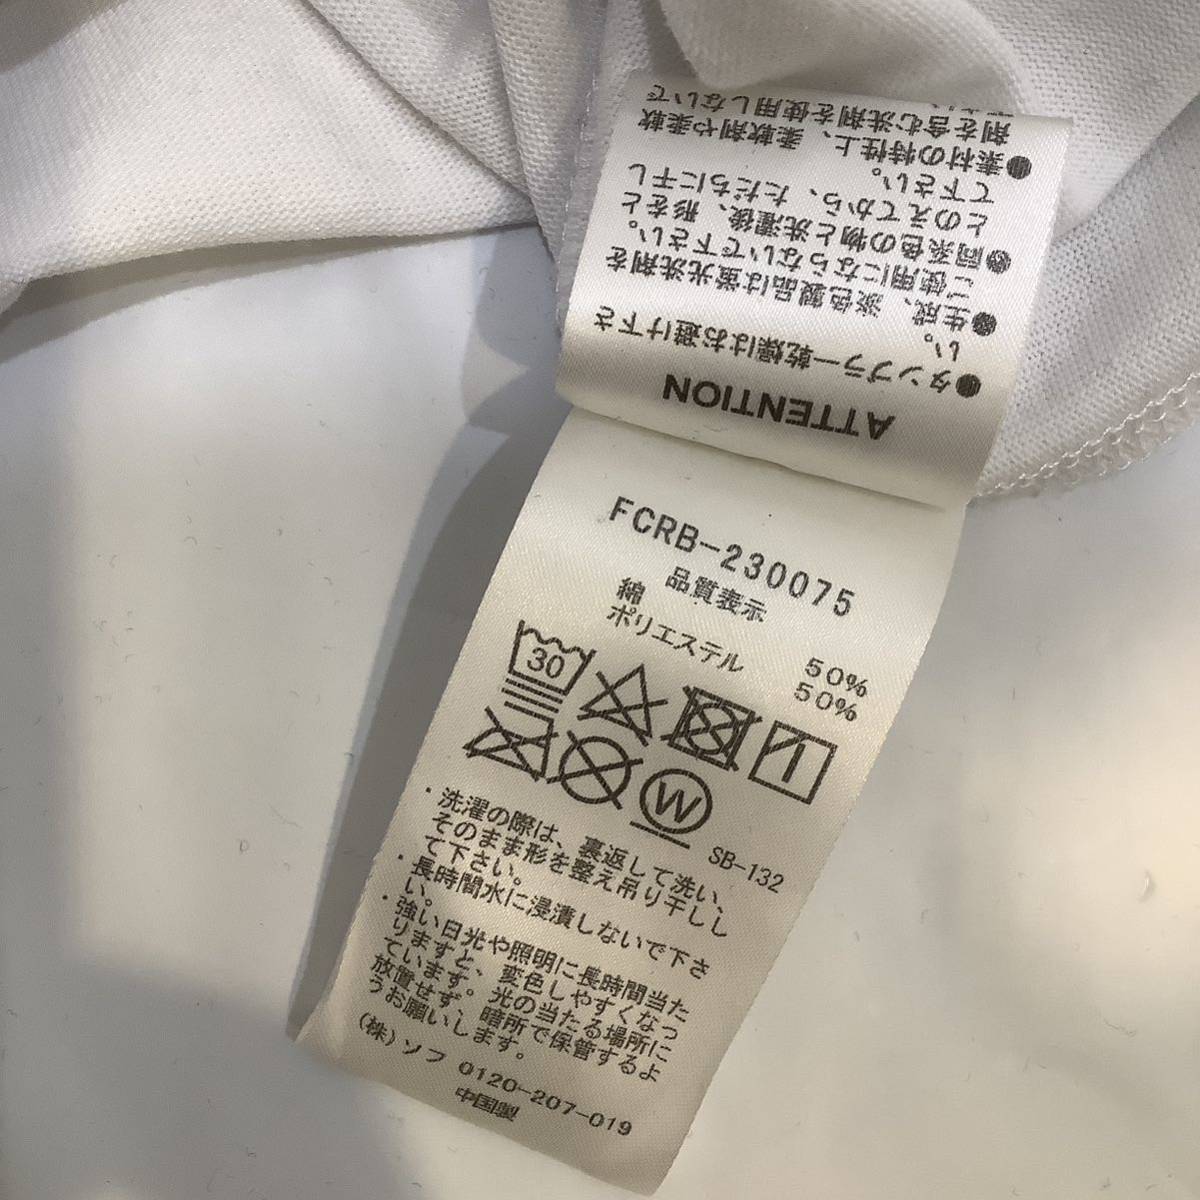 ATTENTION
●タンブラー乾燥はお避け下さ
い。
●生成、淡色製品は蛍光洗剤を
ご使用にならないで下さい。
●同系色の物と洗濯後、形をと
とのえてから、ただちに干し
て下さい。
●素材の特性上、柔軟剤や柔軟
剤を含む洗剤を使用しないで
FCRB-230075
品質表示
綿 50%
ポリエステル 50%
30
W
SB-132
・洗濯の際は、裏返して洗い、
そのまま形を整え吊り干しし
て下さい。
・長時間水に浸漬しないで下さ
い。
・強い日光や照明に長時間当た
りますと、変色しやすくなっ
ています。光の当たる場所に
放置せず、暗所で保管するよ
うお願いします。
(株)ソフ 0120-207-019
中国製